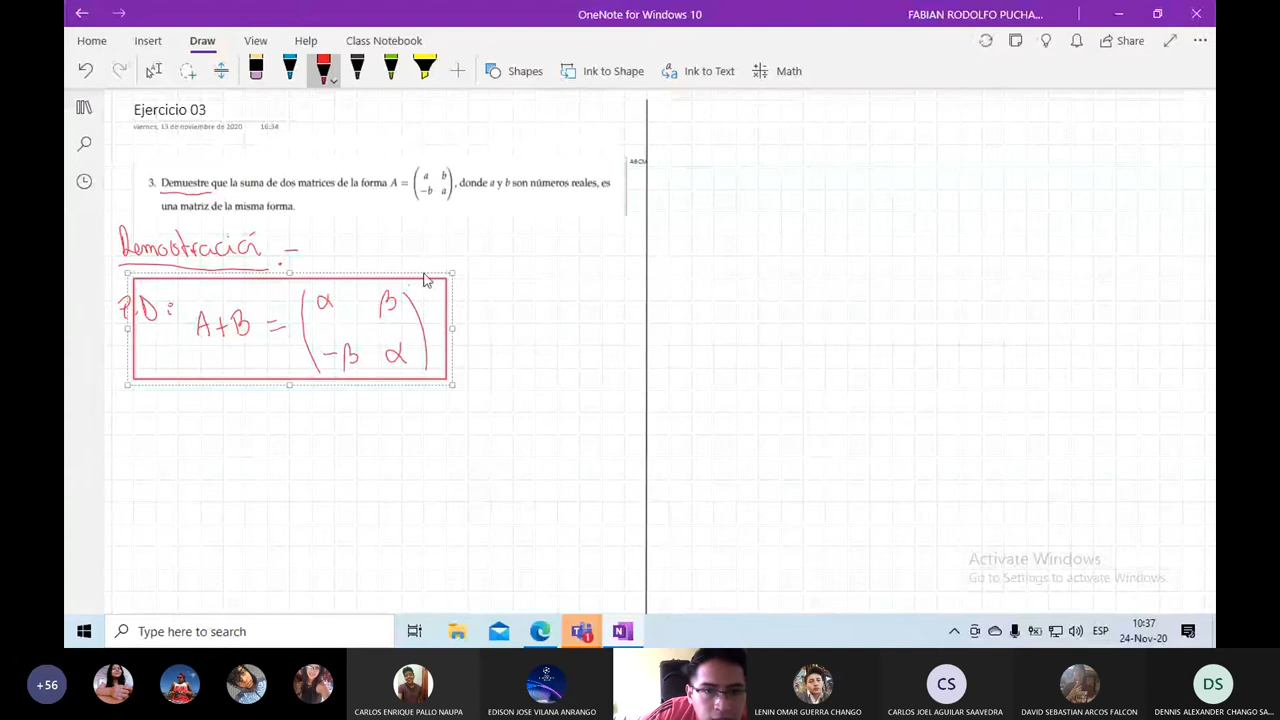 OneNote for Windows 10
FABIAN RODOLFO PUCHA...
Home Insert Draw View Help Class Notebook
Share
Shapes Ink to Shape Ink to Text Math
Ejercicio 03
viernes, 13 de noviembre de 2020 16:34
3. Demuestre que la suma de dos matrices de la forma A = ( a b ; −b a ), donde a y b son números reales, es
una matriz de la misma forma.
Demostración :-
P.D: A+B = ( α β ; -β α )
Activate Windows
Go to Settings to activate Windows.
Type here to search
ESP
10:37
24-Nov-20
+56
CARLOS ENRIQUE PALLO NAUPA
EDISON JOSE VILANA ANRANGO
LENIN OMAR GUERRA CHANGO
CS
CARLOS JOEL AGUILAR SAAVEDRA
DAVID SEBASTIAN ARCOS FALCON
DS
DENNIS ALEXANDER CHANGO SA...